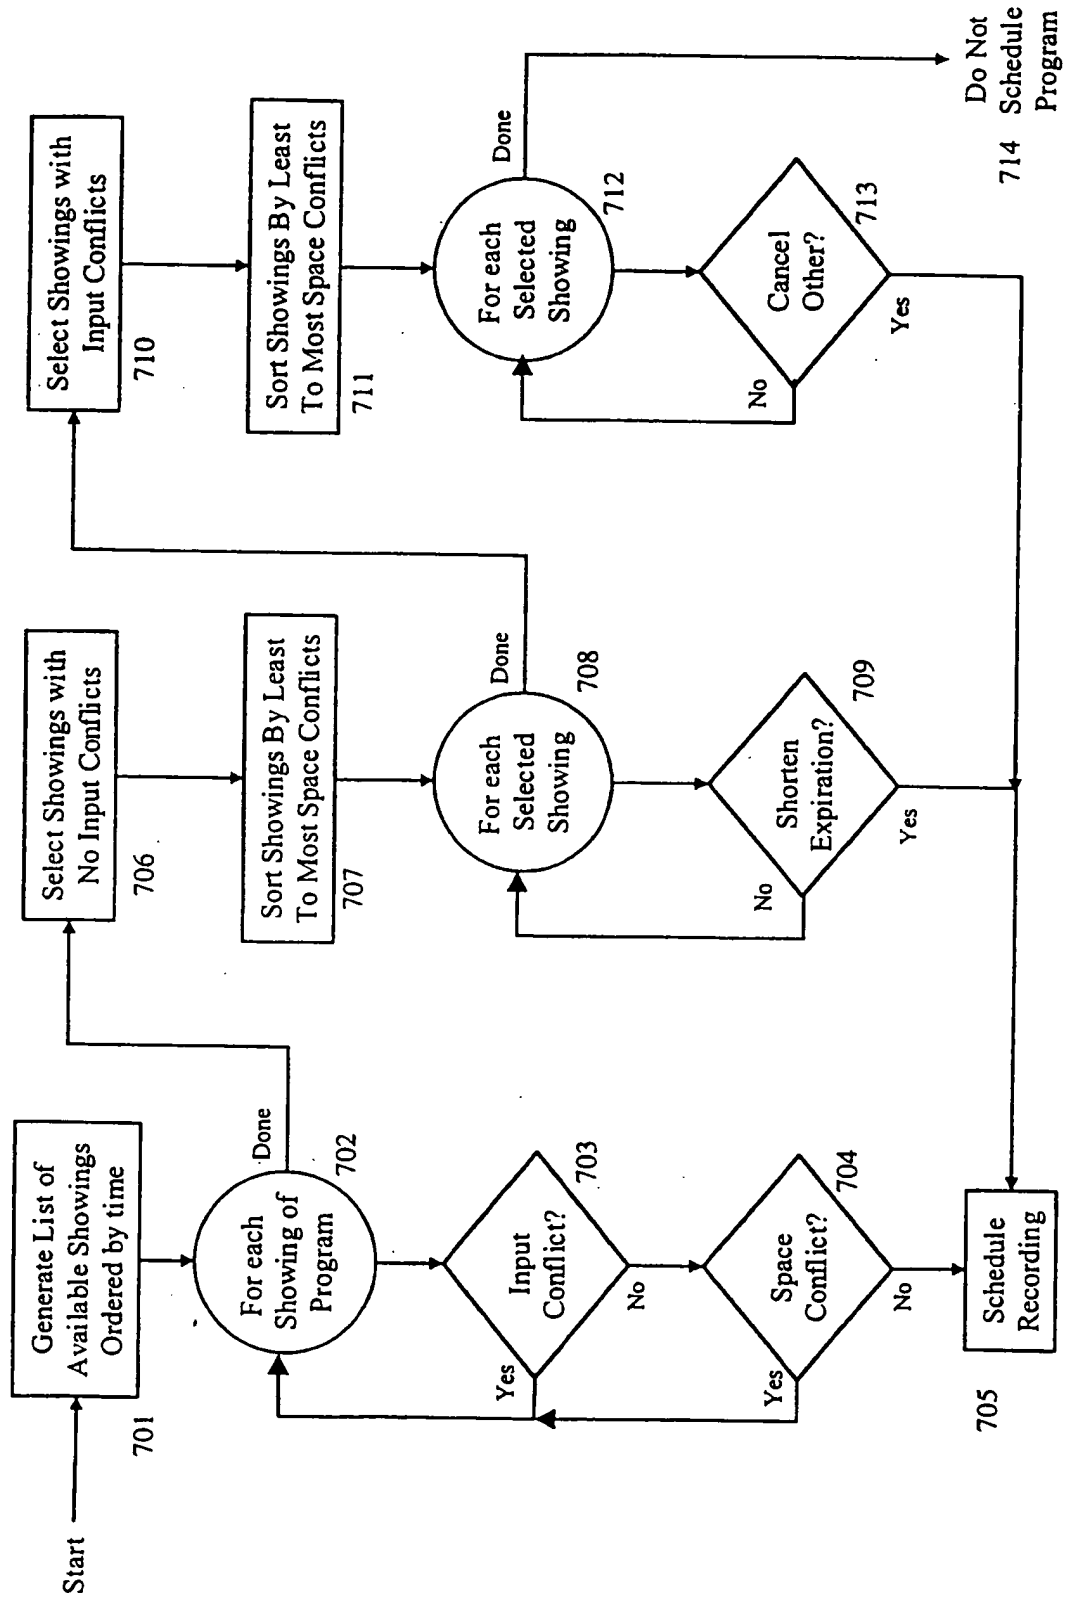 Start
Generate List of
Available Showings
Ordered by time
701
For each
Showing of
Program
702
Done
Input
Conflict?
703
Yes
No
Space
Conflict?
704
Yes
No
Schedule
Recording
705
Select Showings with
No Input Conflicts
706
Sort Showings By Least
To Most Space Conflicts
707
For each
Selected
Showing
708
Done
Shorten
Expiration?
709
No
Yes
Select Showings with
Input Conflicts
710
Sort Showings By Least
To Most Space Conflicts
711
For each
Selected
Showing
712
Done
Cancel
Other?
713
No
Yes
714
Do Not
Schedule
Program